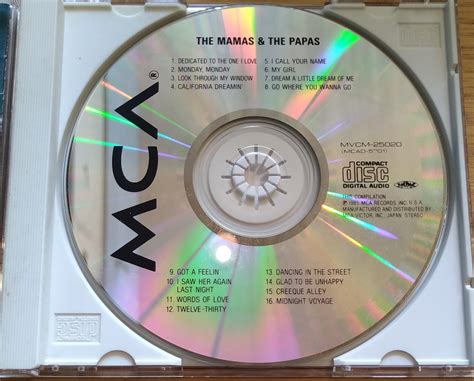 THE MAMAS & THE PAPAS
1 DEDICATED TO THE ONE I LOVE
2 MONDAY, MONDAY
3 LOOK THROUGH MY WINDOW
4 CALIFORNIA DREAMIN'
5 I CALL YOUR NAME
6 MY GIRL
7 DREAM A LITTLE DREAM OF ME
8 GO WHERE YOU WANNA GO
MCA®
MVCM-25020
COMPACT
disc
DIGITAL AUDIO
COMPILATION
MCA RECORDS INC. U.S.A.
MANUFACTURED AND DISTRIBUTED BY
MCA VICTOR, INC., JAPAN STEREO
9 GOT A FEELIN'
10 I SAW HER AGAIN
LAST NIGHT
11 WORDS OF LOVE
12 TWELVE-THIRTY
13 DANCING IN THE STREET
14 GLAD TO BE UNHAPPY
15 CREEQUE ALLEY
16 MIDNIGHT VOYAGE